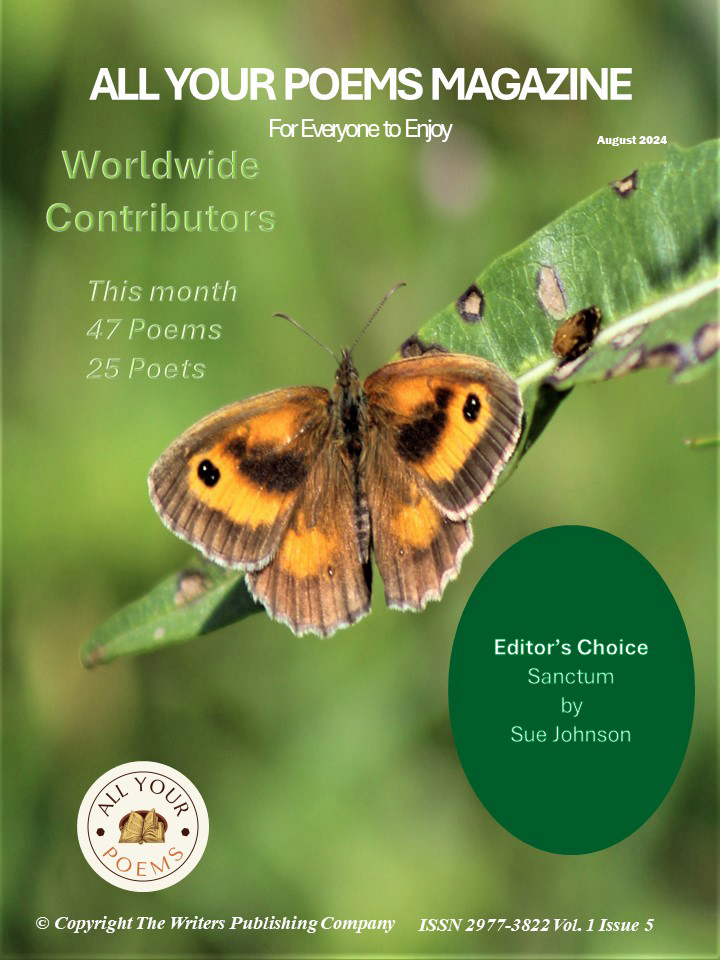 ALL YOUR POEMS MAGAZINE
For Everyone to Enjoy
August 2024
Worldwide
Contributors
This month
47 Poems
25 Poets
Editor's Choice
Sanctum
by
Sue Johnson
ALL YOUR
POEMS
© Copyright The Writers Publishing Company
ISSN 2977-3822 Vol. 1 Issue 5